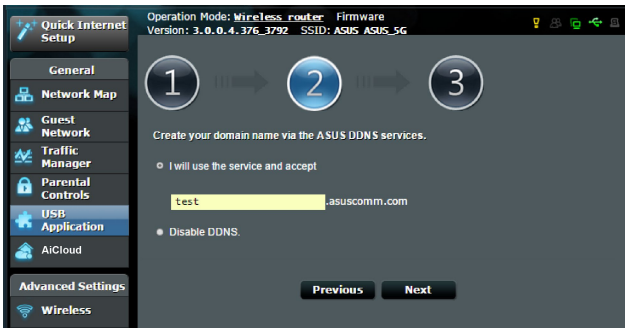 Quick Internet
Setup
Operation Mode: Wireless router Firmware
Version: 3.0.0.4.376_3792 SSID: ASUS ASUS_5G
General
Network Map
Guest
Network
Traffic
Manager
Parental
Controls
USB
Application
AiCloud
Advanced Settings
Wireless
1
2
3
Create your domain name via the ASUS DDNS services.
I will use the service and accept
test .asuscomm.com
Disable DDNS.
Previous Next